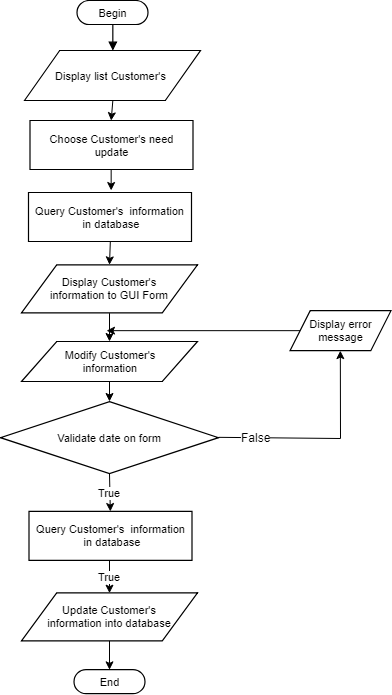 Begin
Display list Customer's
Choose Customer's need
update
Query Customer's  information
in database
Display Customer's
information to GUI Form
Display error
message
Modify Customer's
information
Validate date on form
False
True
Query Customer's  information
in database
True
Update Customer's
information into database
End